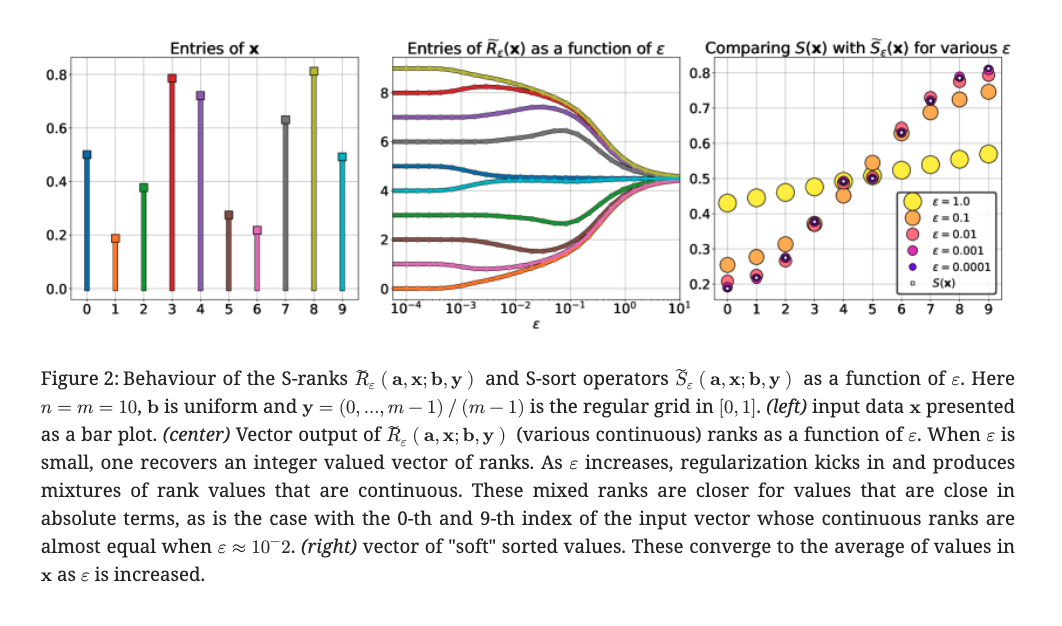 Entries of x
0.8
0.6
0.4
0.2
0.0
0 1 2 3 4 5 6 7 8 9
Entries of R̃ε(x) as a function of ε
8
6
4
2
0
10⁻⁴ 10⁻³ 10⁻² 10⁻¹ 10⁰ 10¹
ε
Comparing S(x) with S̃ε(x) for various ε
0.8
0.7
0.6
0.5
0.4
0.3
0.2
0 1 2 3 4 5 6 7 8 9
ε = 1.0
ε = 0.1
ε = 0.01
ε = 0.001
ε = 0.0001
S(x)
Figure 2: Behaviour of the S-ranks R̃ε (a, x; b, y) and S-sort operators S̃ε (a, x; b, y) as a function of ε. Here
n = m = 10, b is uniform and y = (0, ..., m − 1) / (m − 1) is the regular grid in [0, 1]. (left) input data x presented
as a bar plot. (center) Vector output of R̃ε (a, x; b, y) (various continuous) ranks as a function of ε. When ε is
small, one recovers an integer valued vector of ranks. As ε increases, regularization kicks in and produces
mixtures of rank values that are continuous. These mixed ranks are closer for values that are close in
absolute terms, as is the case with the 0-th and 9-th index of the input vector whose continuous ranks are
almost equal when ε ≈ 10⁻2. (right) vector of "soft" sorted values. These converge to the average of values in
x as ε is increased.